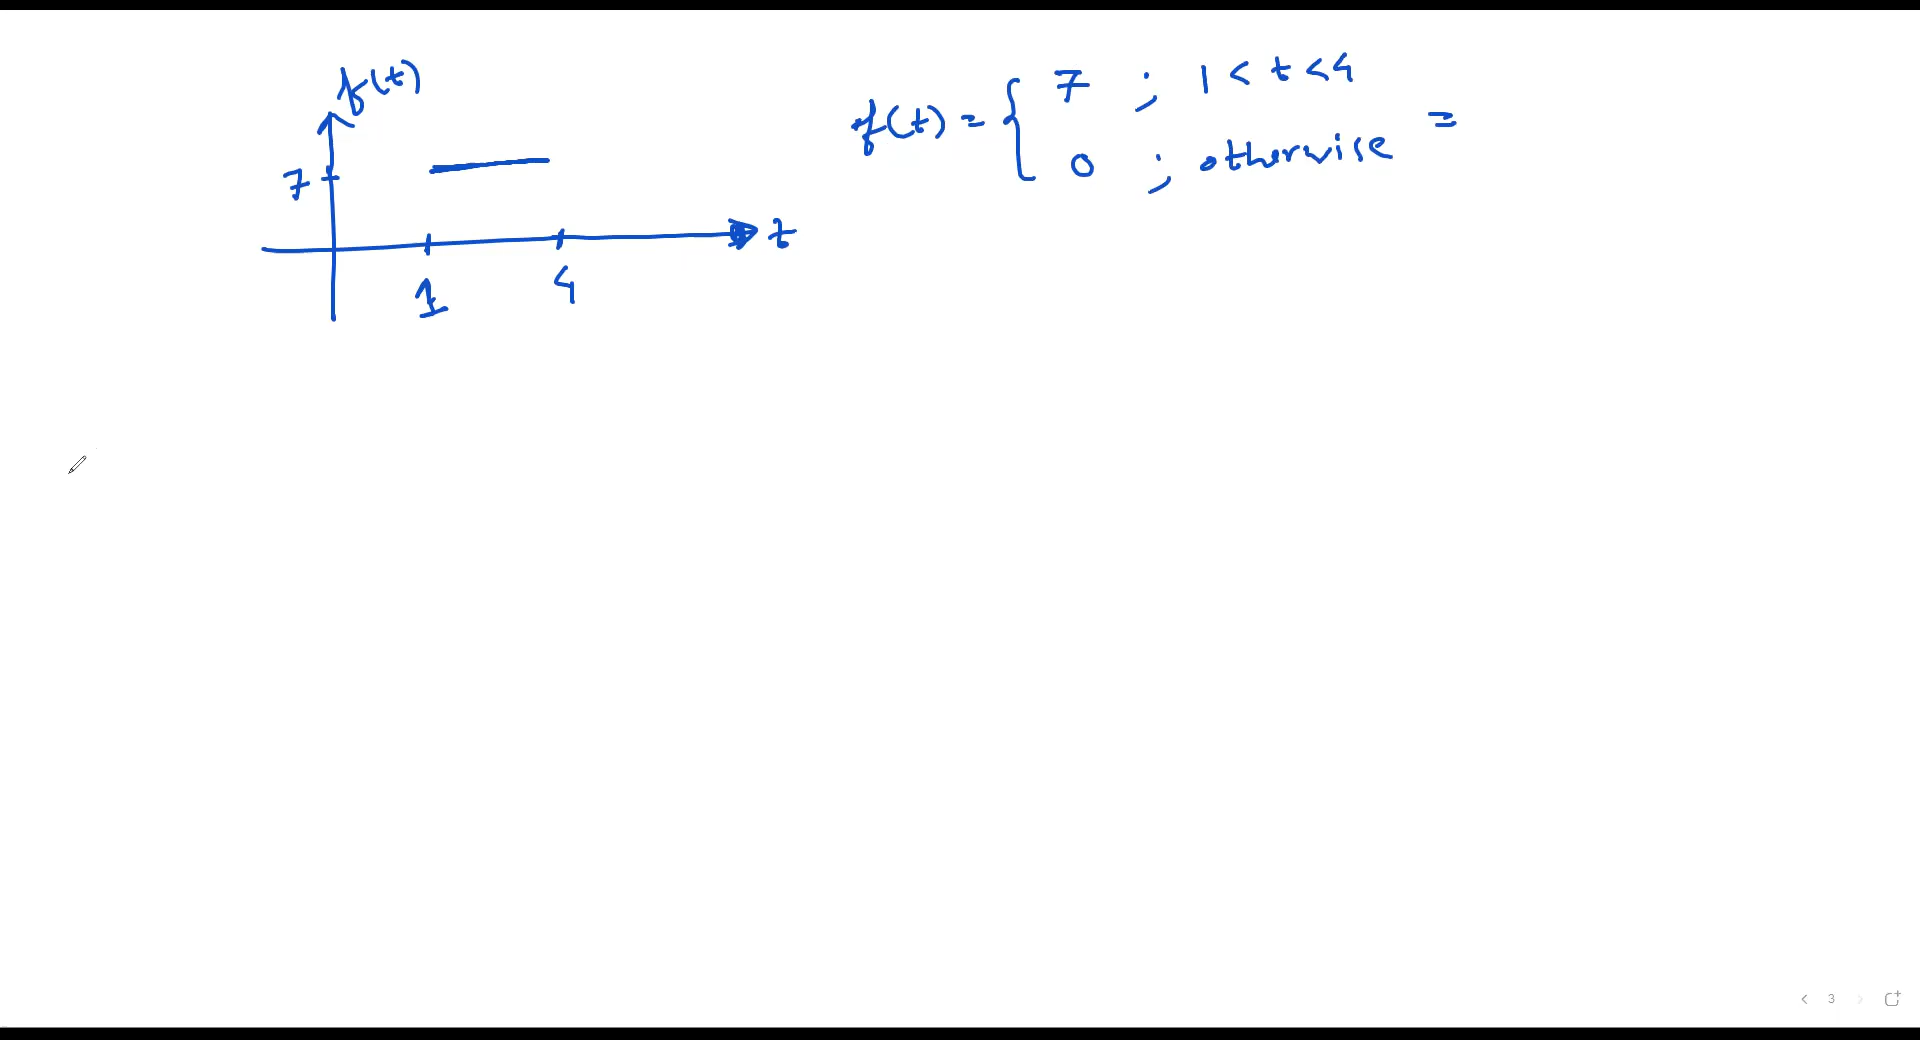 f(t)
7
1
4
t
f(t) = { 7 ; 1 < t < 4
0 ; otherwise =
3